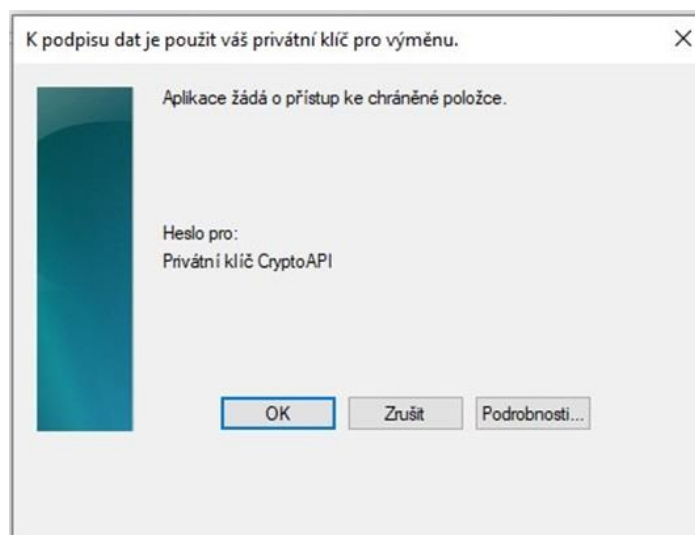 K podpisu dat je použit váš privátní klíč pro výměnu.
Aplikace žádá o přístup ke chráněné položce.
Heslo pro:
Privátní klíč CryptoAPI
OK Zrušit Podrobnosti...